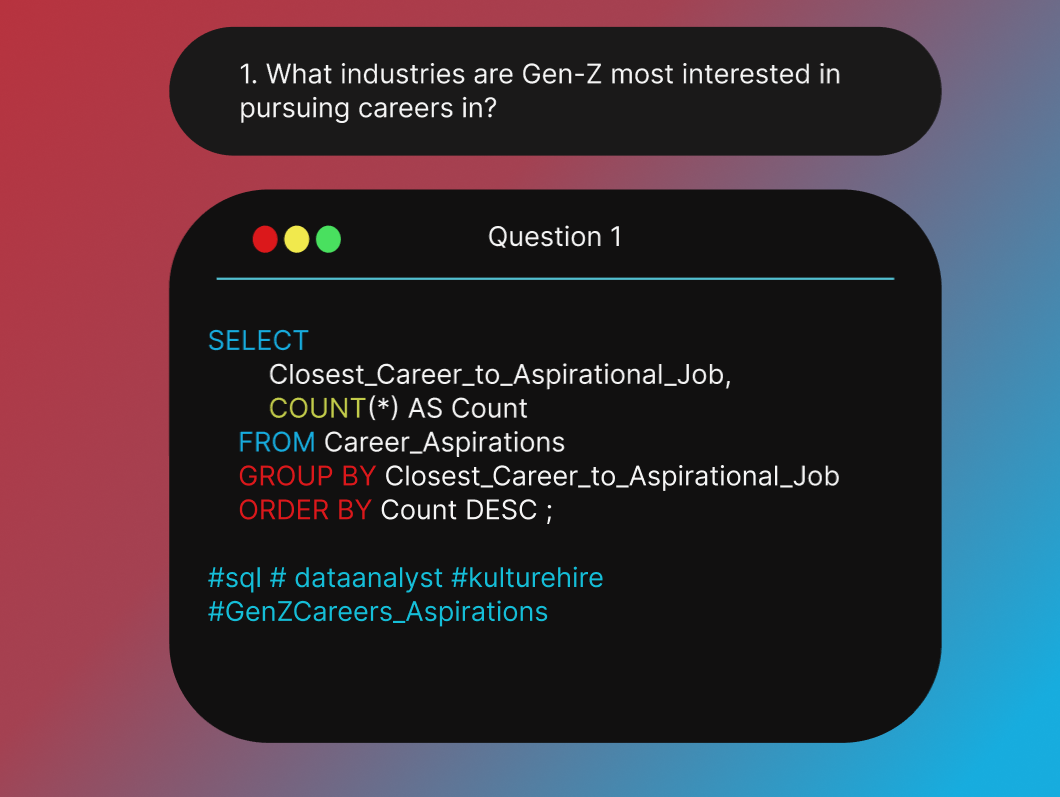 1. What industries are Gen-Z most interested in
pursuing careers in?
Question 1
SELECT
Closest_Career_to_Aspirational_Job,
COUNT(*) AS Count
FROM Career_Aspirations
GROUP BY Closest_Career_to_Aspirational_Job
ORDER BY Count DESC ;
#sql # dataanalyst #kulturehire
#GenZCareers_Aspirations